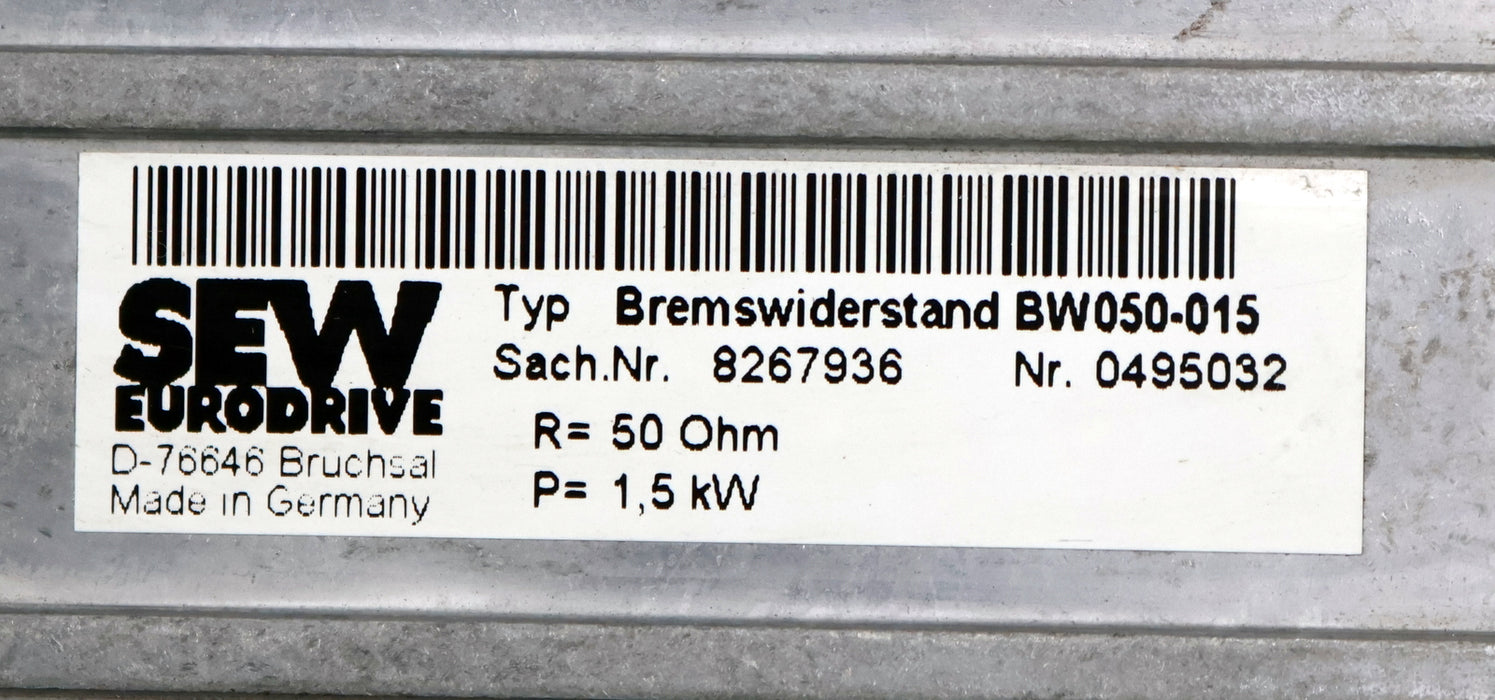 SEW
EURODRIVE
D-76646 Bruchsal
Made in Germany
Typ Bremswiderstand BW050-015
Sach.Nr. 8267936 Nr. 0495032
R= 50 Ohm
P= 1,5 kW